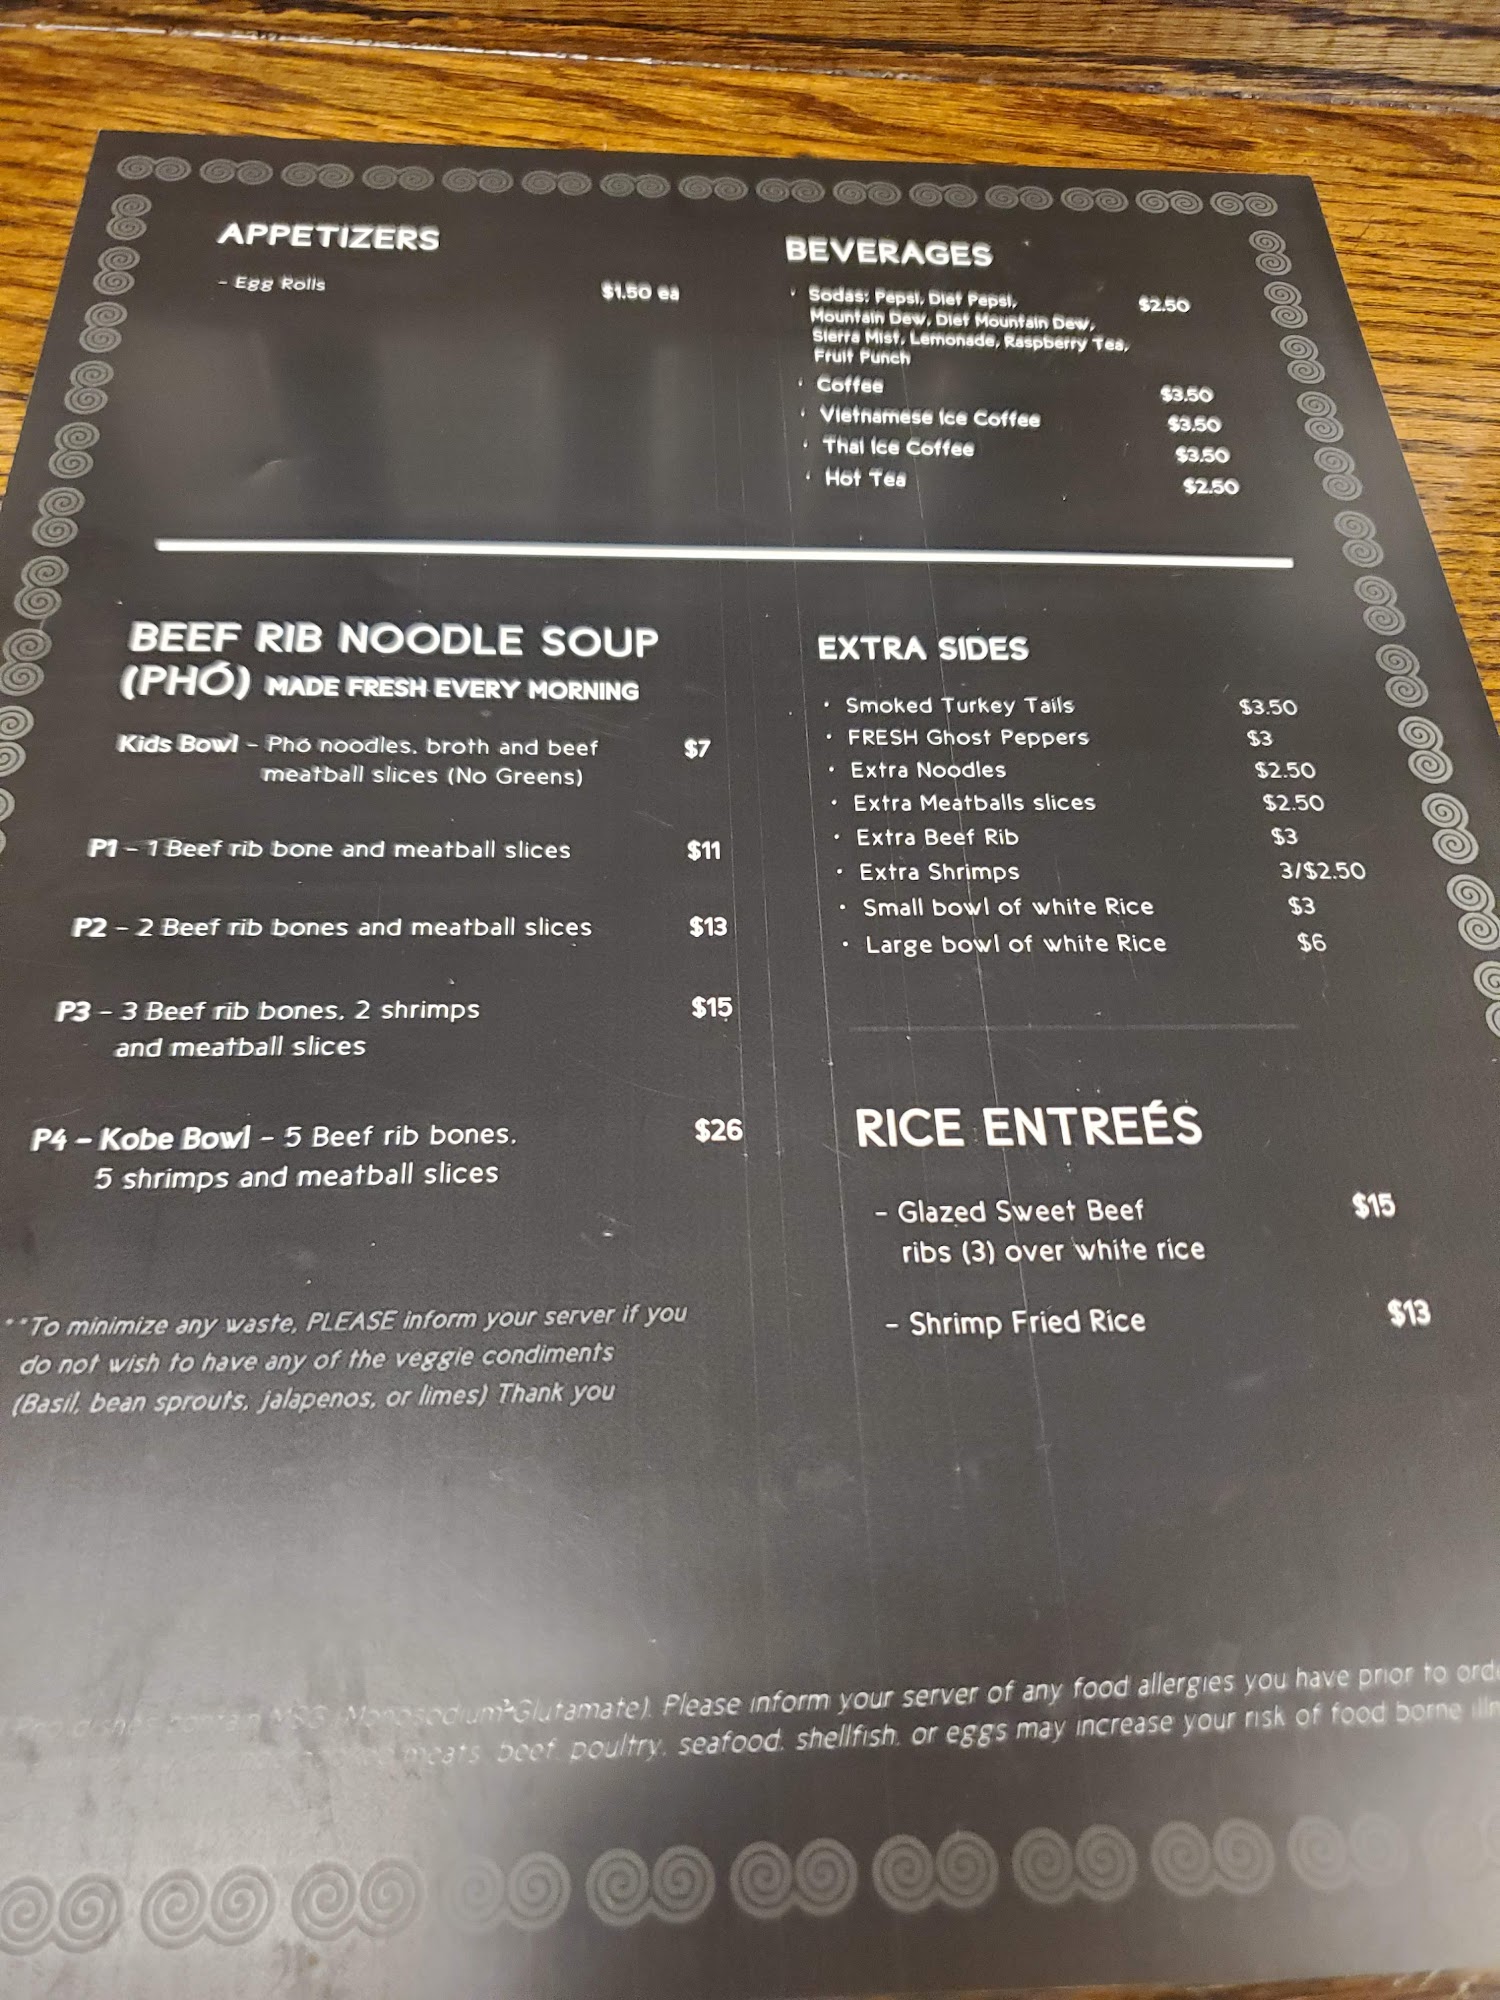 APPETIZERS
- Egg Rolls $1.50 ea
BEVERAGES
· Sodas: Pepsi, Diet Pepsi, $2.50
Mountain Dew, Diet Mountain Dew,
Sierra Mist, Lemonade, Raspberry Tea,
Fruit Punch
· Coffee $3.50
· Vietnamese Ice Coffee $3.50
· Thai Ice Coffee $3.50
· Hot Tea $2.50
BEEF RIB NOODLE SOUP
(PHÓ) MADE FRESH EVERY MORNING
Kids Bowl - Phó noodles, broth and beef $7
meatball slices (No Greens)
P1 - 1 Beef rib bone and meatball slices $11
P2 - 2 Beef rib bones and meatball slices $13
P3 - 3 Beef rib bones, 2 shrimps $15
and meatball slices
P4 - Kobe Bowl - 5 Beef rib bones, $26
5 shrimps and meatball slices
**To minimize any waste, PLEASE inform your server if you
do not wish to have any of the veggie condiments
(Basil, bean sprouts, jalapenos, or limes) Thank you
EXTRA SIDES
· Smoked Turkey Tails $3.50
· FRESH Ghost Peppers $3
· Extra Noodles $2.50
· Extra Meatballs slices $2.50
· Extra Beef Rib $3
· Extra Shrimps 3/$2.50
· Small bowl of white Rice $3
· Large bowl of white Rice $6
RICE ENTREÉS
- Glazed Sweet Beef $15
ribs (3) over white rice
- Shrimp Fried Rice $13
dishes contain MSG (Monosodium Glutamate). Please inform your server of any food allergies you have prior to
meats, beef, poultry, seafood, shellfish, or eggs may increase your risk of food borne